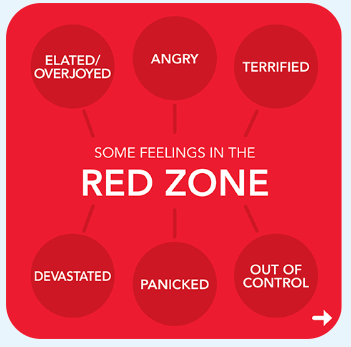 ELATED/
OVERJOYED
ANGRY
TERRIFIED
SOME FEELINGS IN THE
RED ZONE
DEVASTATED
PANICKED
OUT OF
CONTROL